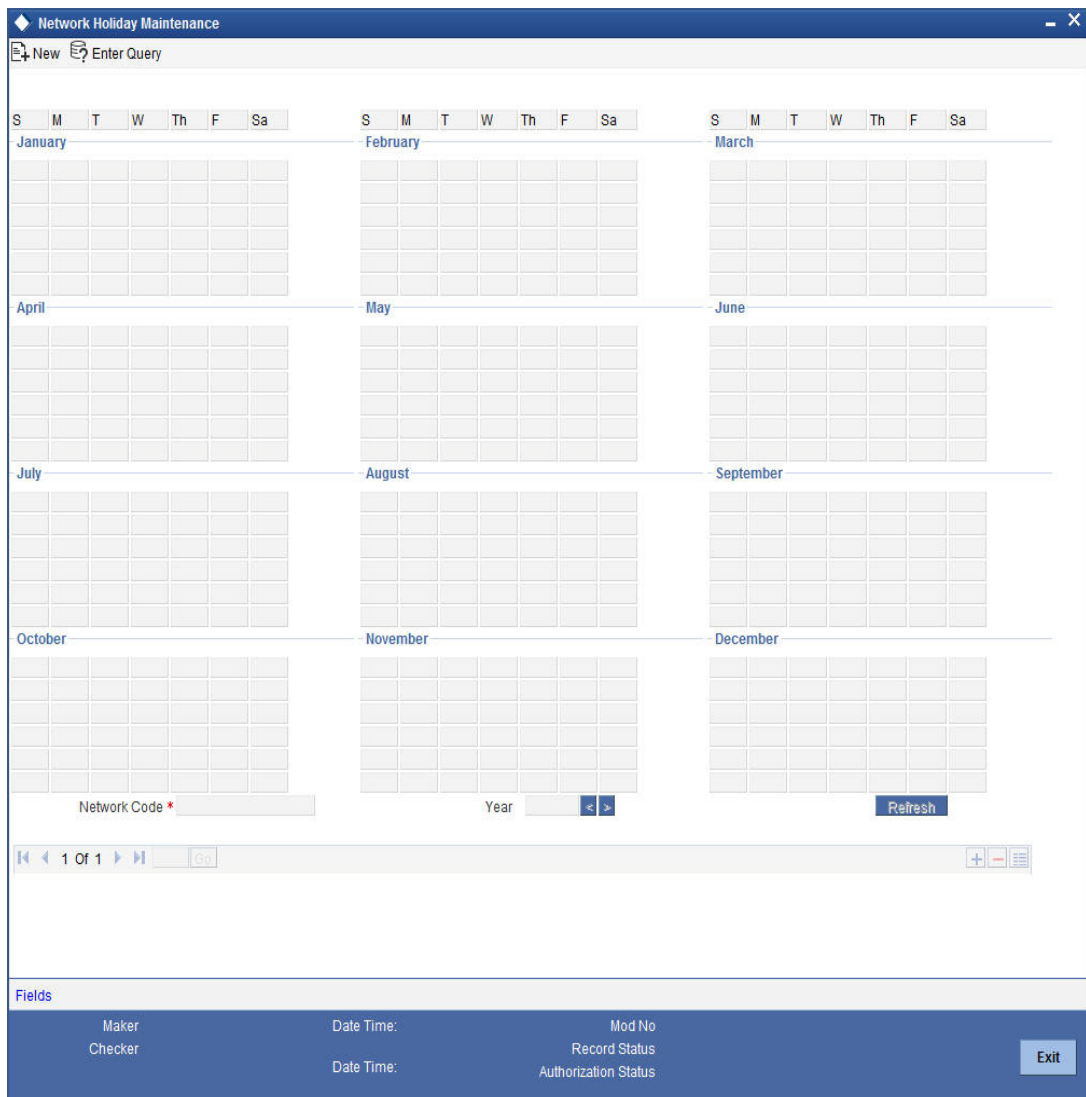 Network Holiday Maintenance
New Enter Query
S M T W Th F Sa S M T W Th F Sa S M T W Th F Sa
January February March
April May June
July August September
October November December
Network Code * Year < > Refresh
1 Of 1 Go
Fields
Maker Date Time: Mod No
Checker Record Status
Date Time: Authorization Status
Exit